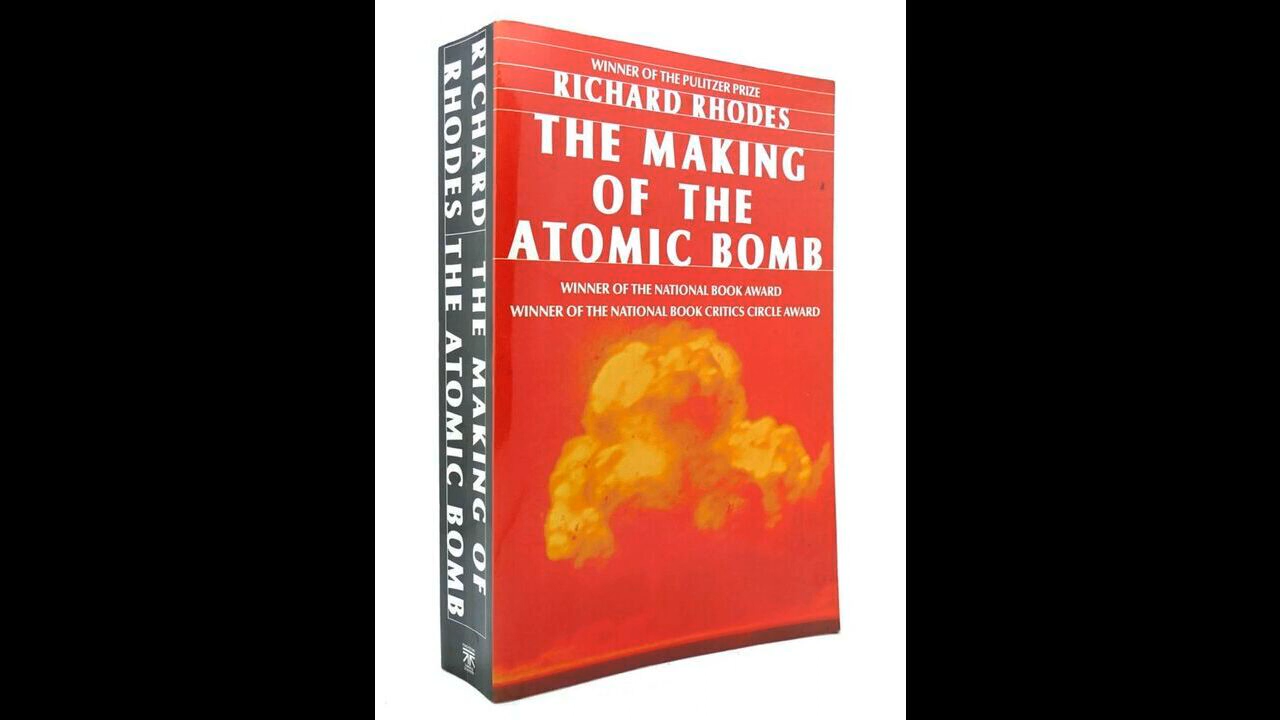 WINNER OF THE PULITZER PRIZE
RICHARD RHODES
THE MAKING
OF THE
ATOMIC BOMB
WINNER OF THE NATIONAL BOOK AWARD
WINNER OF THE NATIONAL BOOK CRITICS CIRCLE AWARD
RICHARD
RHODES
THE MAKING OF
THE ATOMIC BOMB